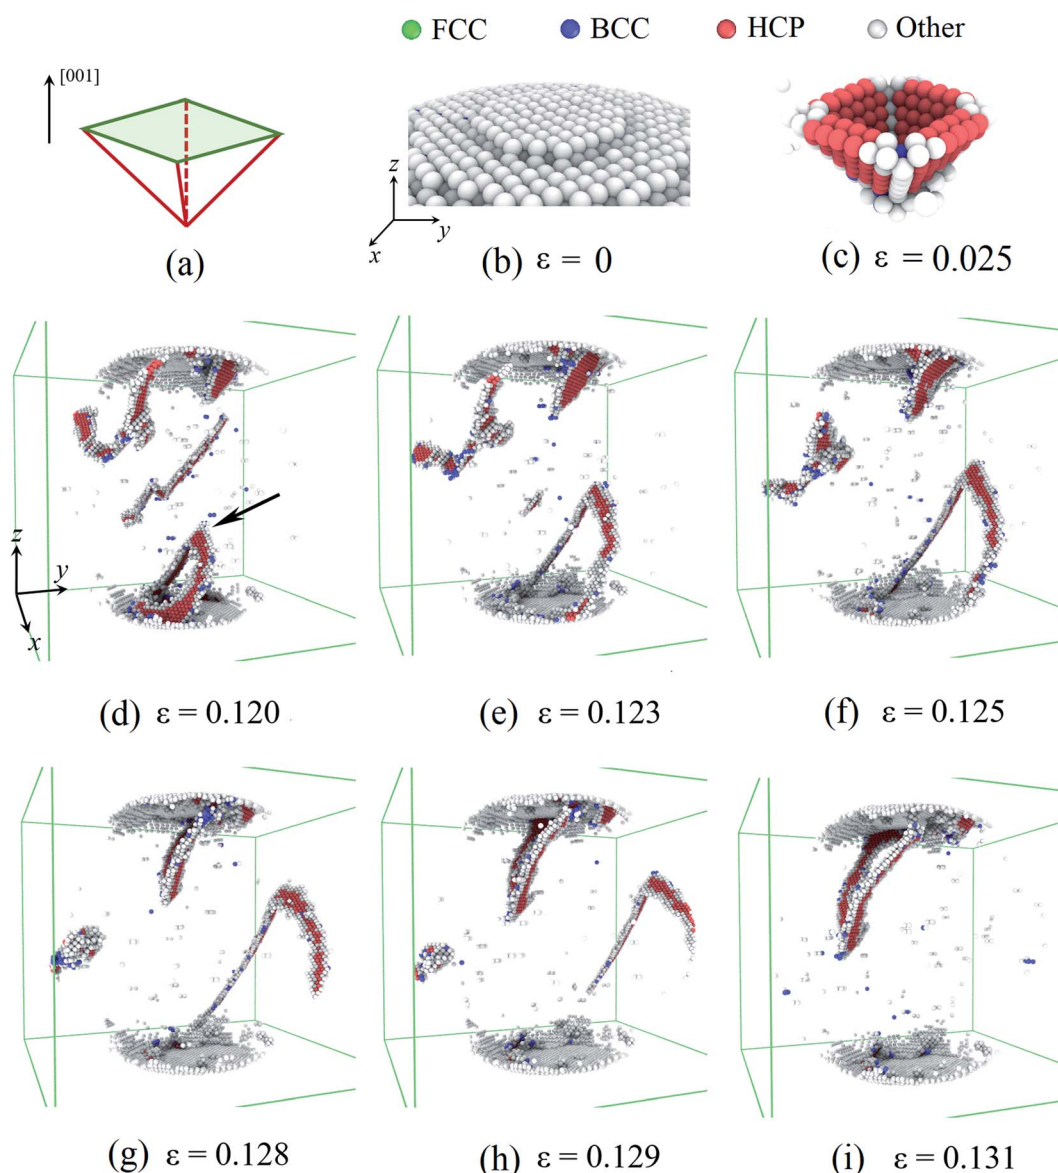 FCC BCC HCP Other
[001]
z
y
x
(a)
(b) ε = 0
(c) ε = 0.025
z
y
x
(d) ε = 0.120
(e) ε = 0.123
(f) ε = 0.125
(g) ε = 0.128
(h) ε = 0.129
(i) ε = 0.131